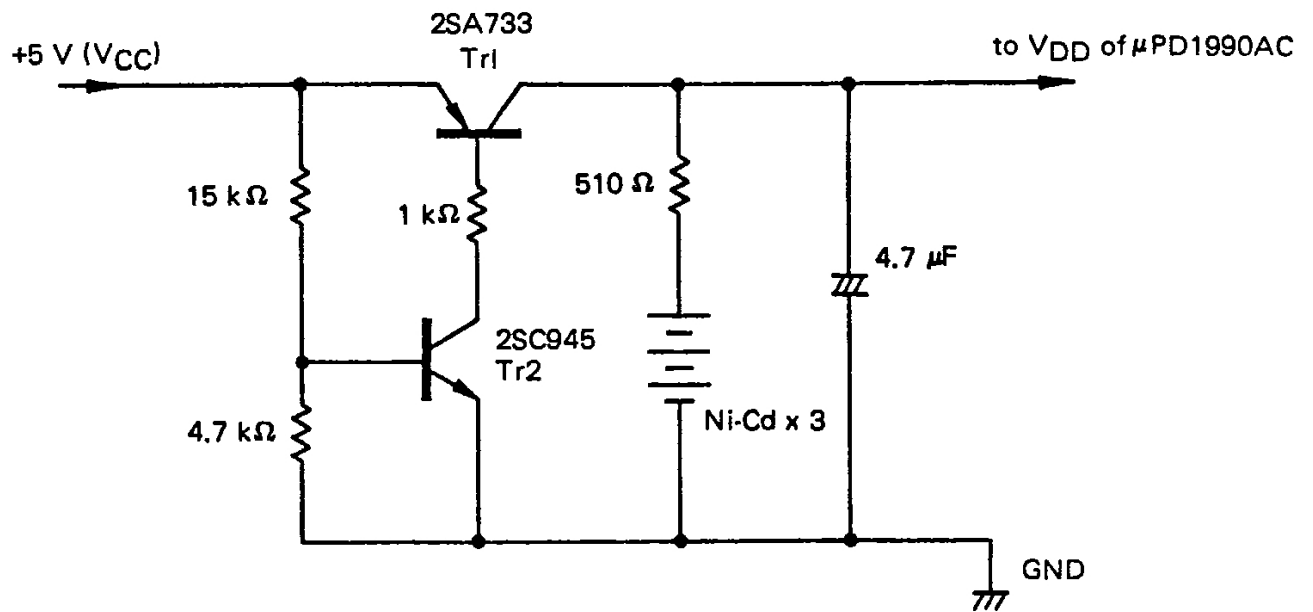 2SA733
Tr1
+5 V (VCC)
to VDD of μPD1990AC
15 kΩ
1 kΩ
510 Ω
4.7 μF
2SC945
Tr2
4.7 kΩ
Ni-Cd x 3
GND